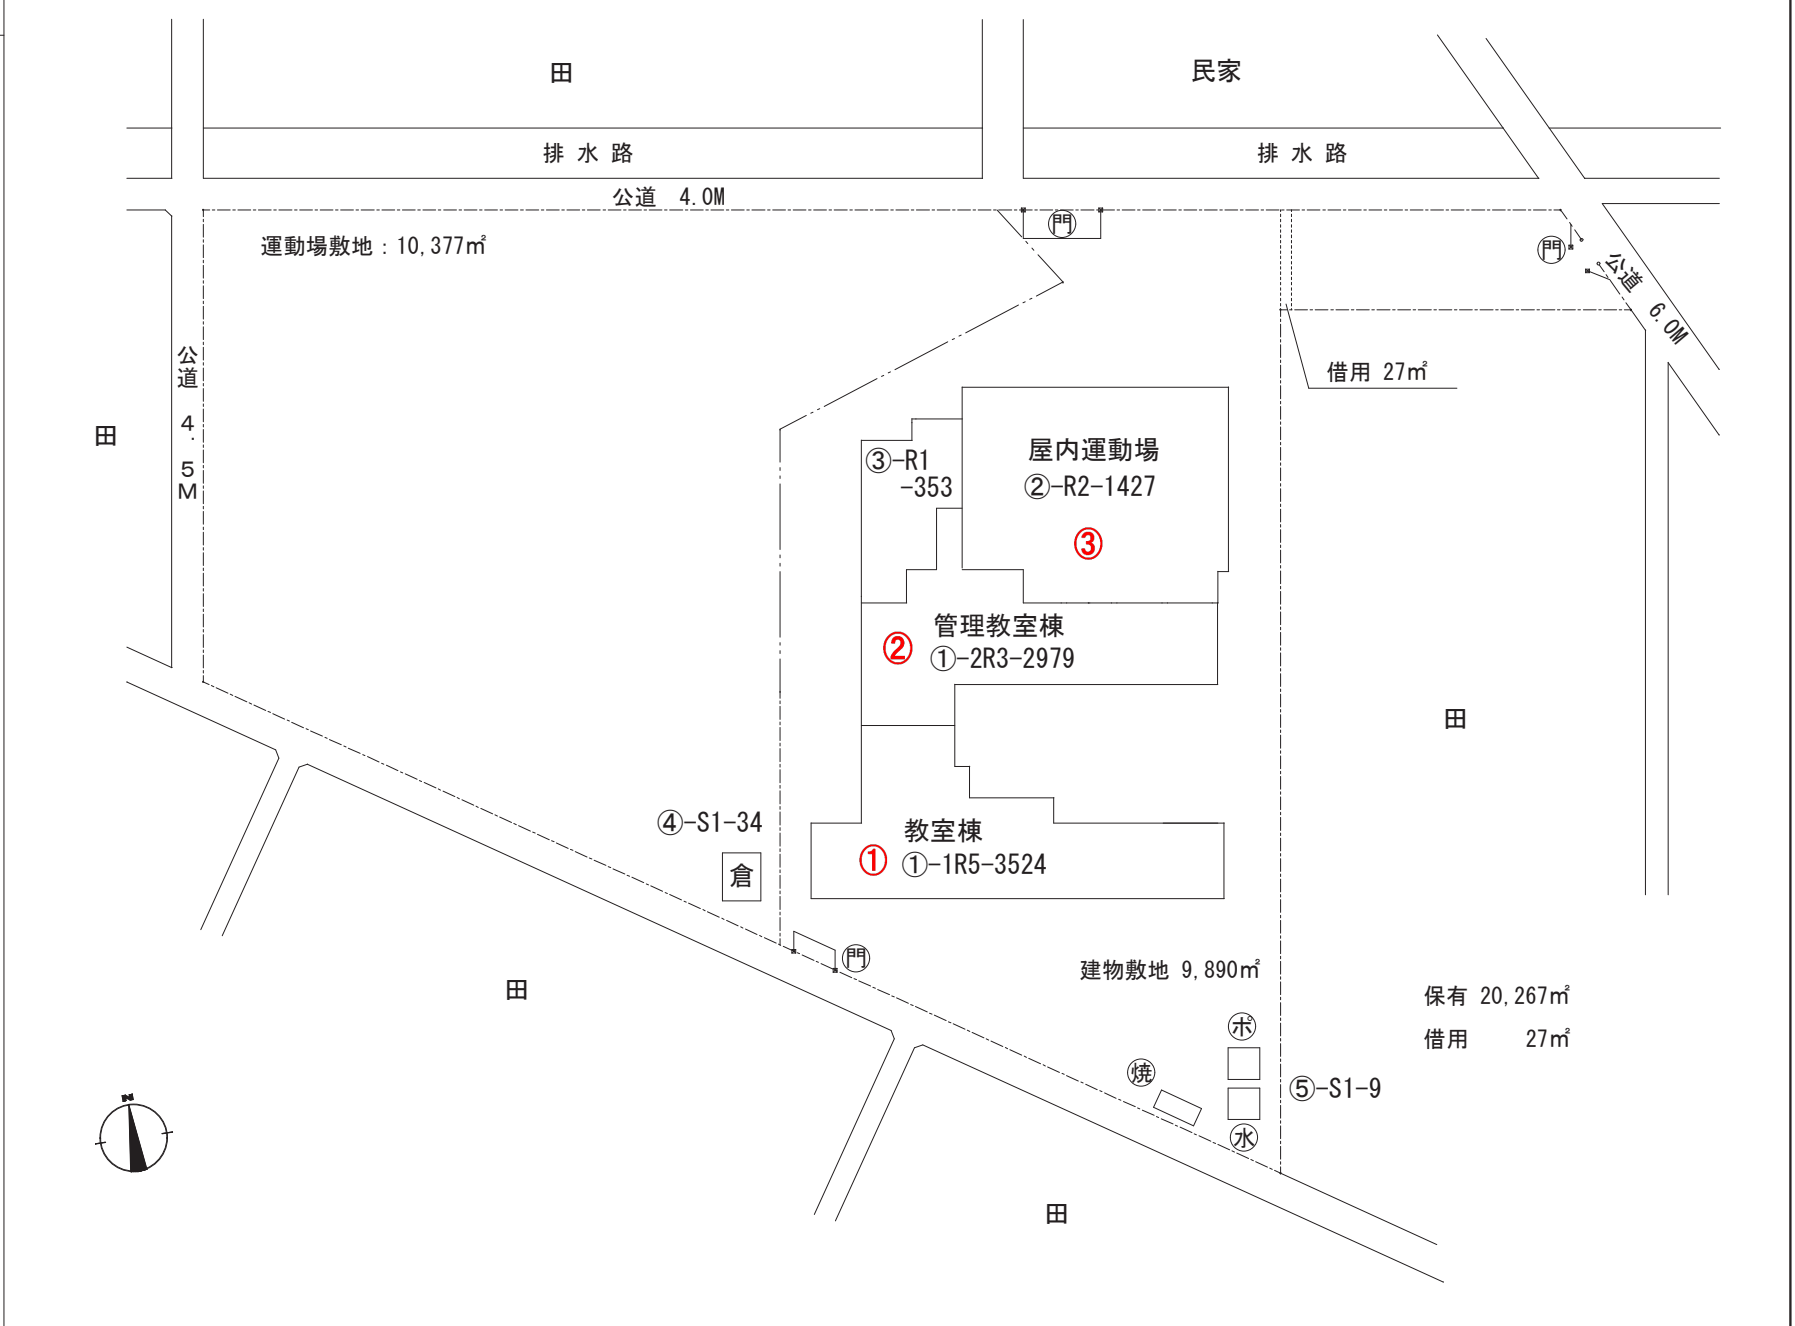 田
民家
排水路
排水路
公道 4.0M
門
運動場敷地：10,377㎡
門
公道 6.0M
公道 4.5M
借用 27㎡
田
屋内運動場
③-R1
-353
②-R2-1427
③
管理教室棟
②
①-2R3-2979
田
④-S1-34
教室棟
①
①-1R5-3524
倉
門
建物敷地 9,890㎡
田
保有 20,267㎡
ポ
借用 27㎡
焼
⑤-S1-9
N
水
田